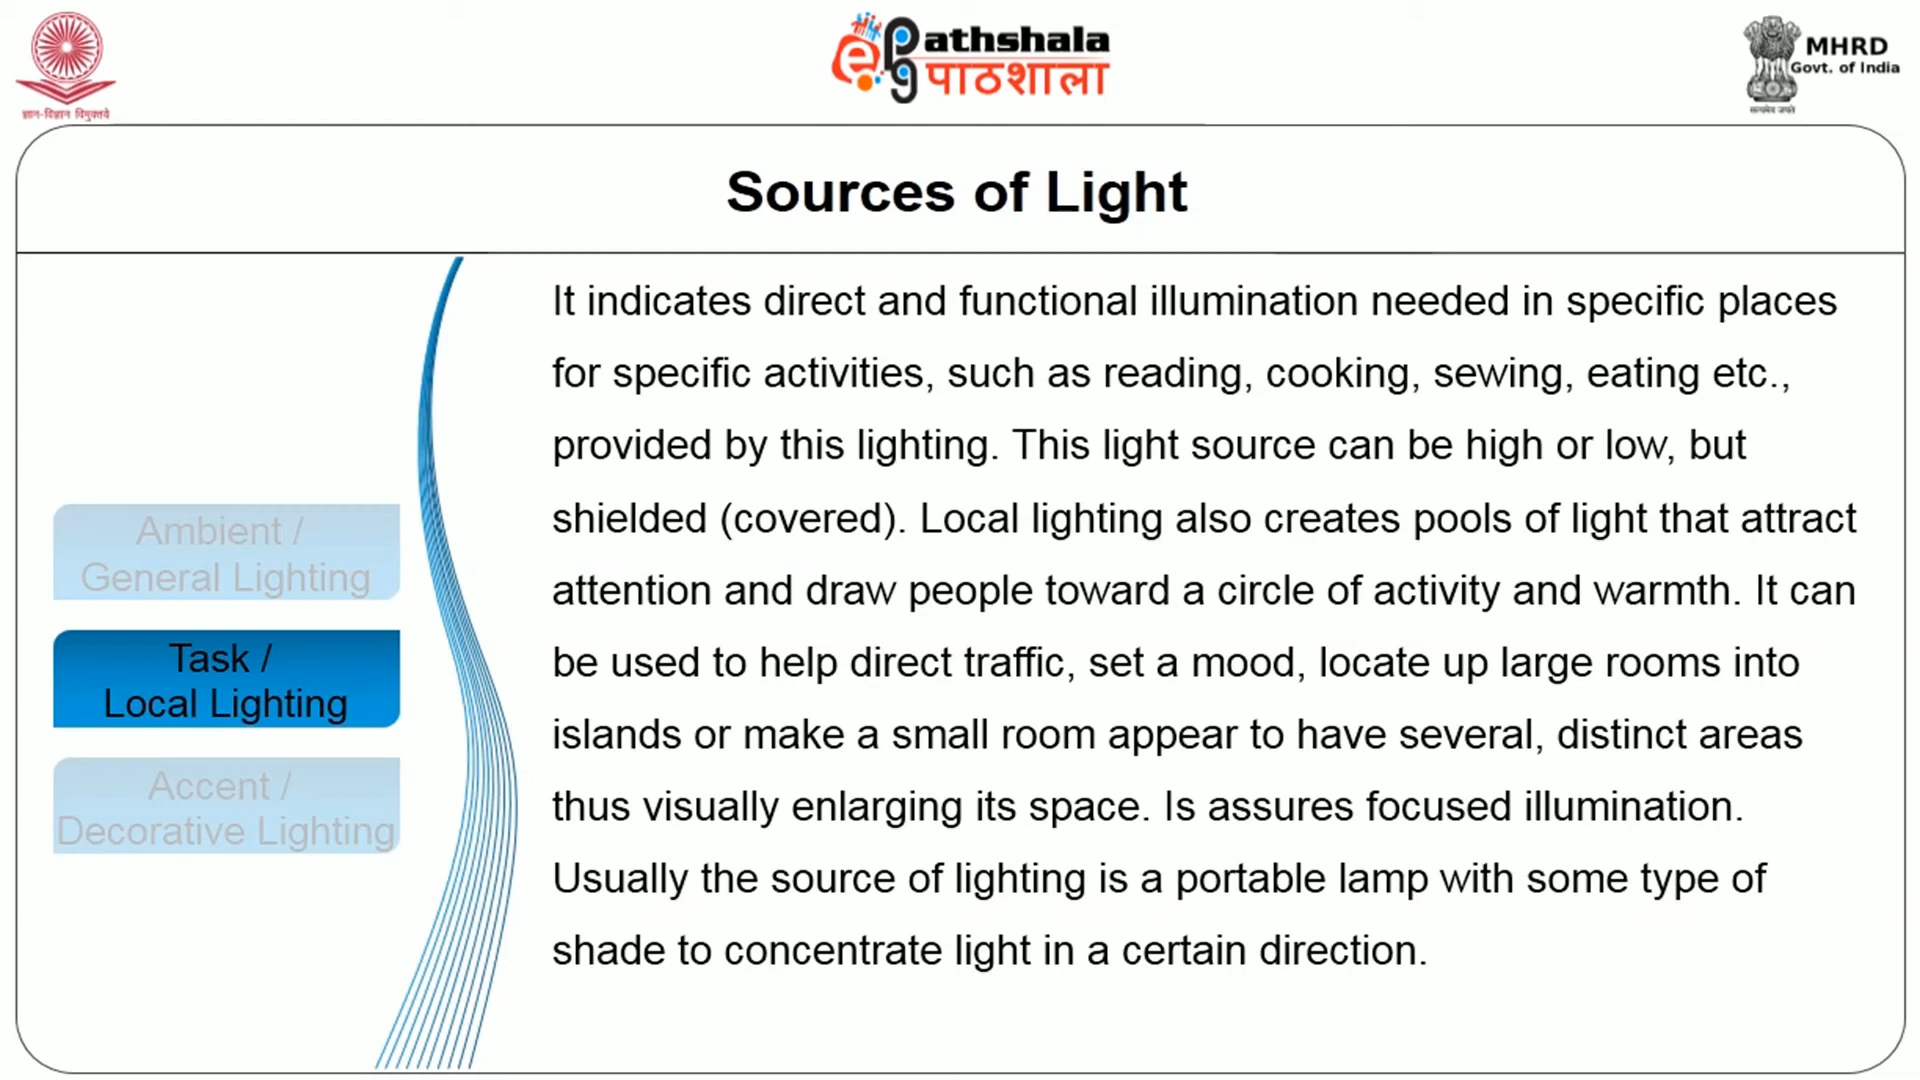 ज्ञान-विज्ञान विमुक्तये
e pg Pathshala
पाठशाला
MHRD
Govt. of India
सत्यमेव जयते
Sources of Light
Ambient /
General Lighting
Task /
Local Lighting
Accent /
Decorative Lighting
It indicates direct and functional illumination needed in specific places
for specific activities, such as reading, cooking, sewing, eating etc.,
provided by this lighting. This light source can be high or low, but
shielded (covered). Local lighting also creates pools of light that attract
attention and draw people toward a circle of activity and warmth. It can
be used to help direct traffic, set a mood, locate up large rooms into
islands or make a small room appear to have several, distinct areas
thus visually enlarging its space. Is assures focused illumination.
Usually the source of lighting is a portable lamp with some type of
shade to concentrate light in a certain direction.